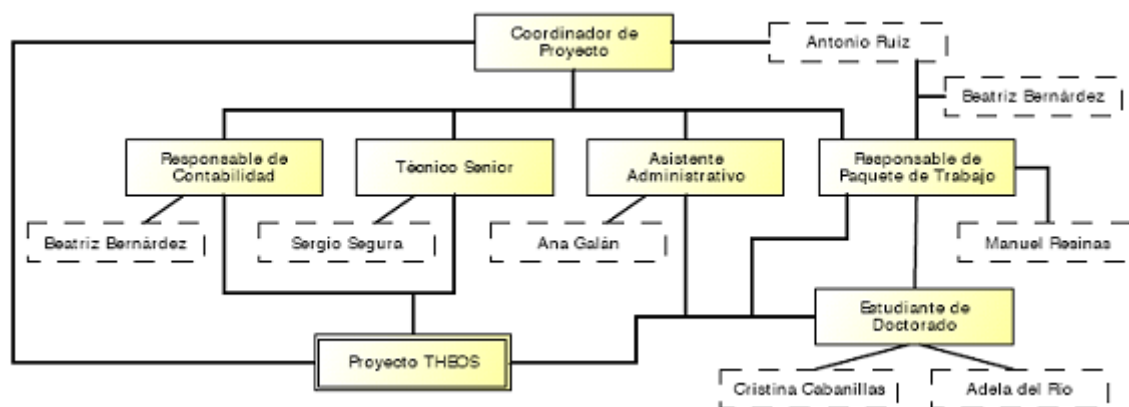 Coordinador de
Proyecto
Antonio Ruiz
Beatriz Bernárdez
Responsable de
Contabilidad
Técnico Senior
Asistente
Administrativo
Responsable de
Paquete de Trabajo
Beatriz Bernárdez
Sergio Segura
Ana Galán
Manuel Resinas
Estudiante de
Doctorado
Proyecto THEOS
Cristina Cabanillas
Adela del Río